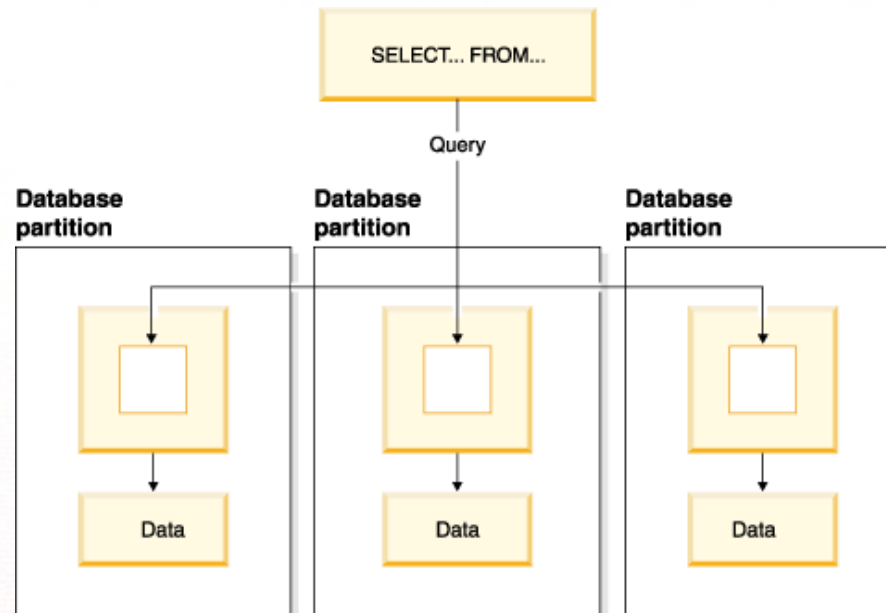 SELECT... FROM...
Query
Database
partition
Database
partition
Database
partition
Data
Data
Data